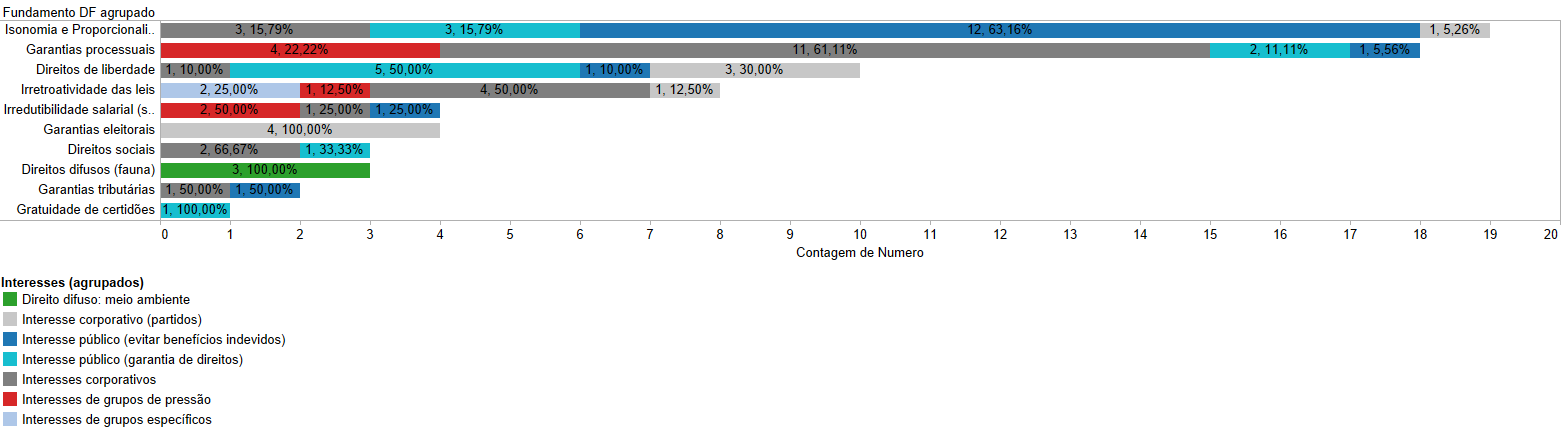 Fundamento DF agrupado
Isonomia e Proporcionali.. 3, 15,79% 3, 15,79% 12, 63,16% 1, 5,26%
Garantias processuais 4, 22,22% 11, 61,11% 2, 11,11% 1, 5,56%
Direitos de liberdade 1, 10,00% 5, 50,00% 1, 10,00% 3, 30,00%
Irretroatividade das leis 2, 25,00% 1, 12,50% 4, 50,00% 1, 12,50%
Irredutibilidade salarial (s.. 2, 50,00% 1, 25,00% 1, 25,00%
Garantias eleitorais 4, 100,00%
Direitos sociais 2, 66,67% 1, 33,33%
Direitos difusos (fauna) 3, 100,00%
Garantias tributárias 1, 50,00% 1, 50,00%
Gratuidade de certidões 1, 100,00%
0 1 2 3 4 5 6 7 8 9 10 11 12 13 14 15 16 17 18 19 20
Contagem de Numero
Interesses (agrupados)
Direito difuso: meio ambiente
Interesse corporativo (partidos)
Interesse público (evitar benefícios indevidos)
Interesse público (garantia de direitos)
Interesses corporativos
Interesses de grupos de pressão
Interesses de grupos específicos